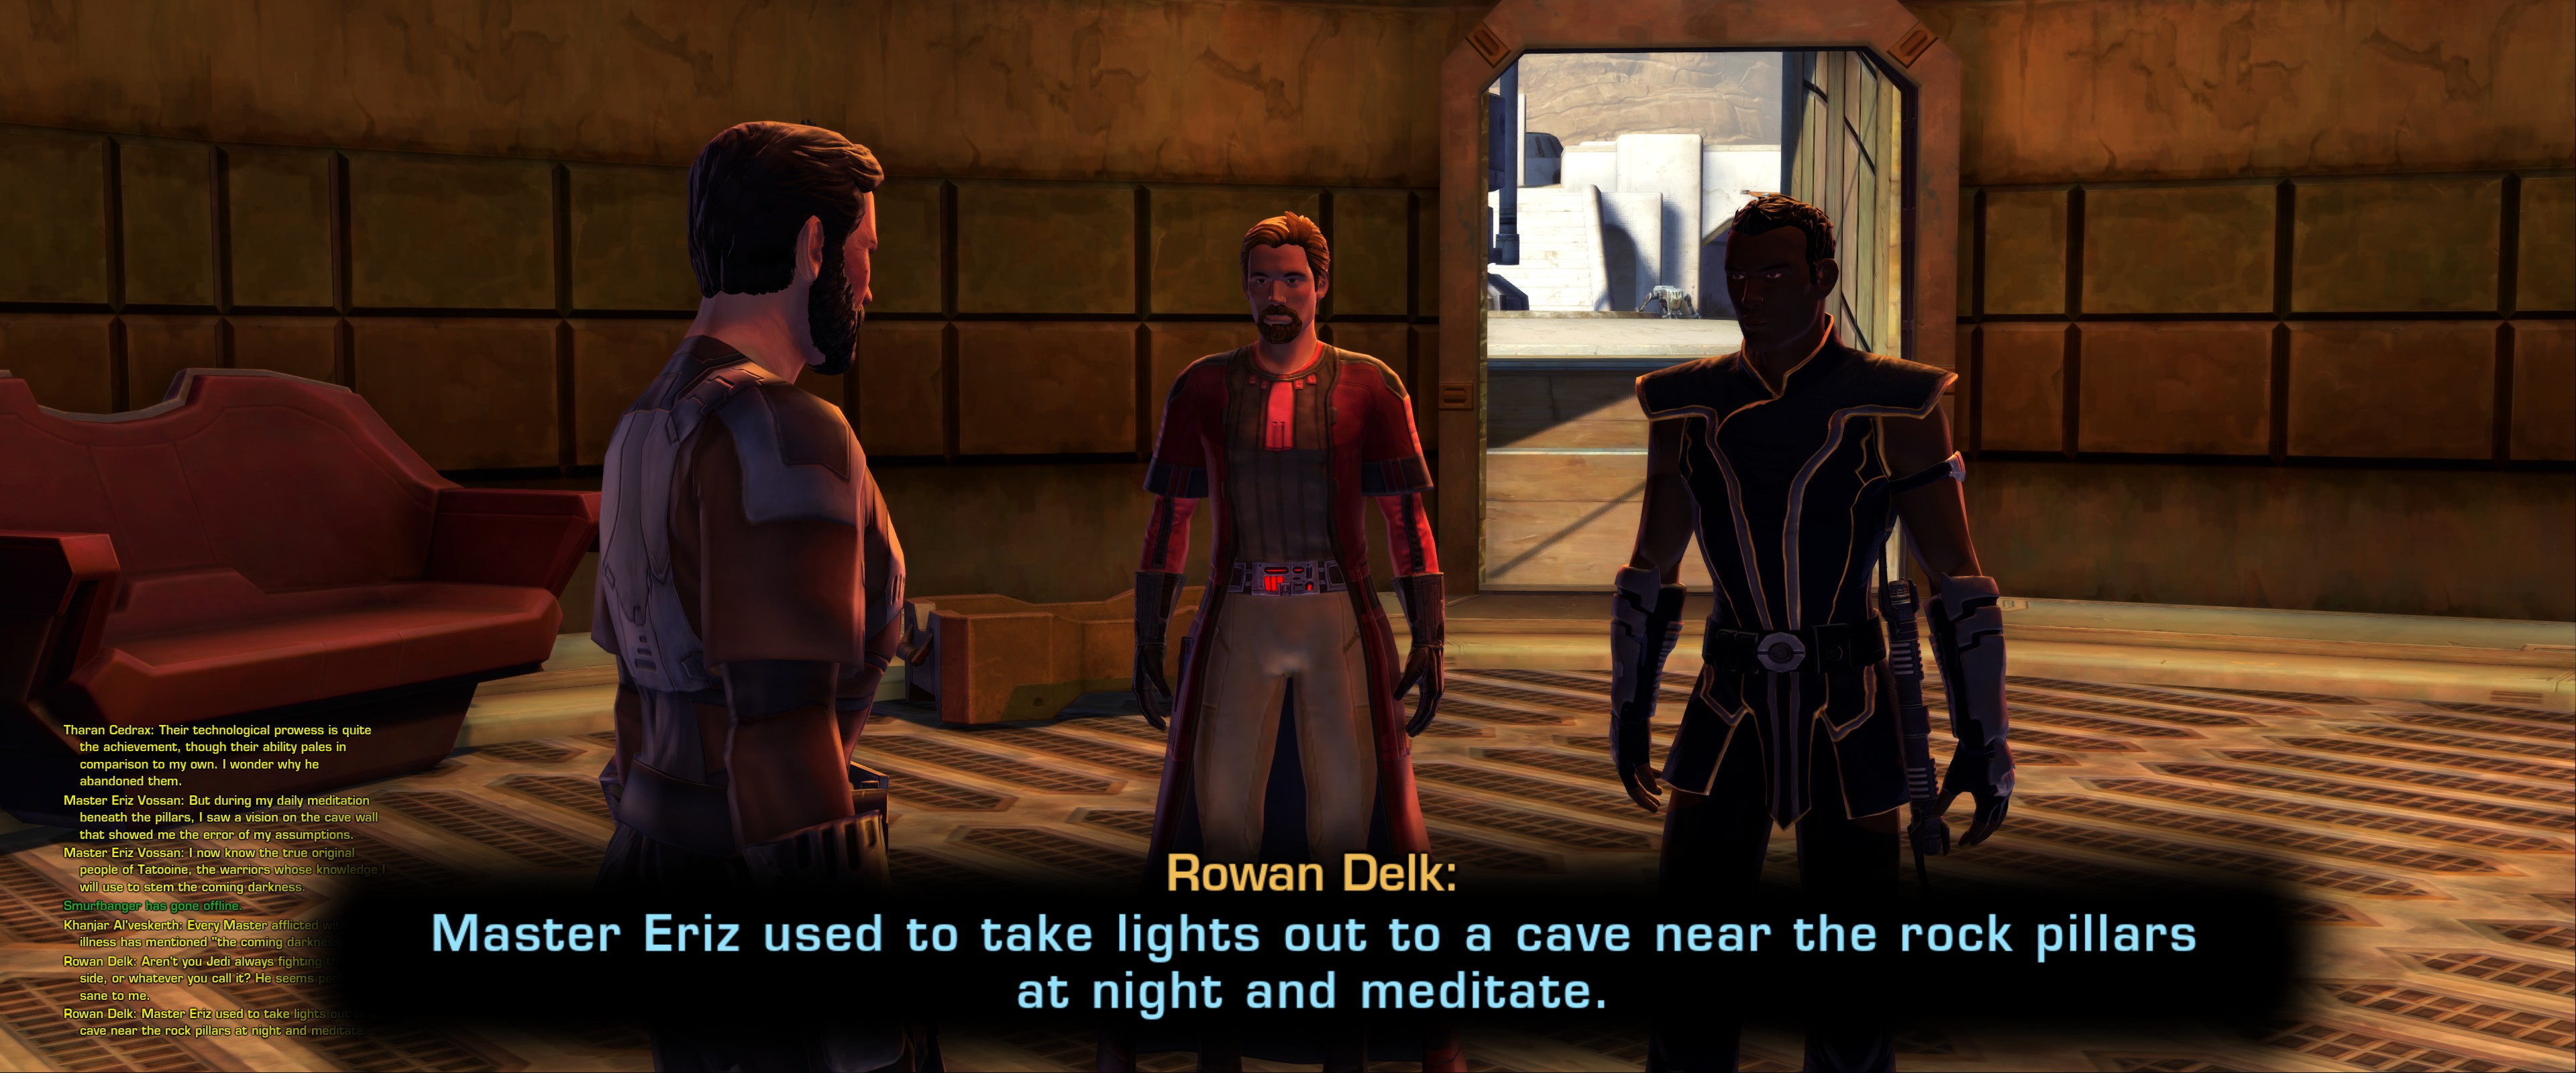 Tharan Cedrax: Their technological prowess is quite
the achievement, though their ability pales in
comparison to my own. I wonder why he
abandoned them.
Master Eriz Vossan: But during my daily meditation
beneath the pillars, I saw a vision on the cave wall
that showed me the error of my assumptions.
Master Eriz Vossan: I now know the true original
people of Tatooine, the warriors whose knowledge I
will use to stem the coming darkness.
Smurfbanger has gone offline.
Khanjar Al'veskerth: Every Master afflicted
illness has mentioned "the coming
Rowan Delk: Aren't you Jedi always fighting
side, or whatever you call it? He seems
sane to me.
Rowan Delk: Master Eriz used to take lights out
cave near the rock pillars at night and meditate
Rowan Delk:
Master Eriz used to take lights out to a cave near the rock pillars
at night and meditate.